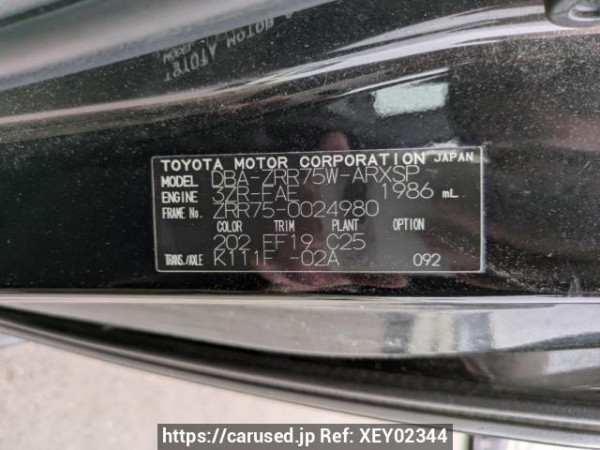 TOYOTA MOTOR CORPORATION JAPAN
MODEL DBA-ZRR75W-ARXSP
ENGINE 3ZR-FAE 1986 mL
FRAME No. ZRR75-0024980
COLOR TRIM PLANT OPTION
202 FF19 C25
TRANS./AXLE K111F -02A 092
https://carused.jp Ref: XEY02344